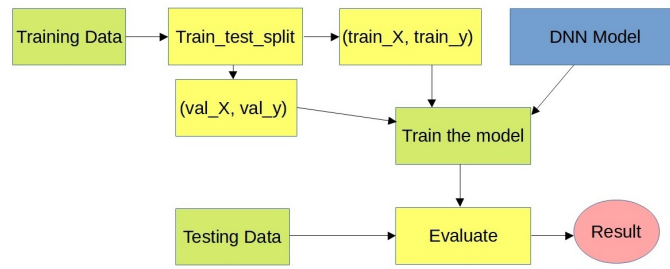 Training Data
Train_test_split
(train_X, train_y)
DNN Model
(val_X, val_y)
Train the model
Testing Data
Evaluate
Result